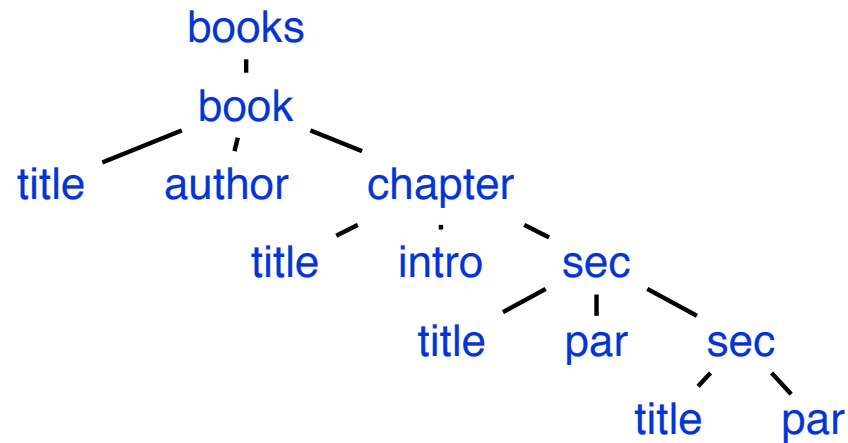 books
book
title author chapter
title intro sec
title par sec
title par